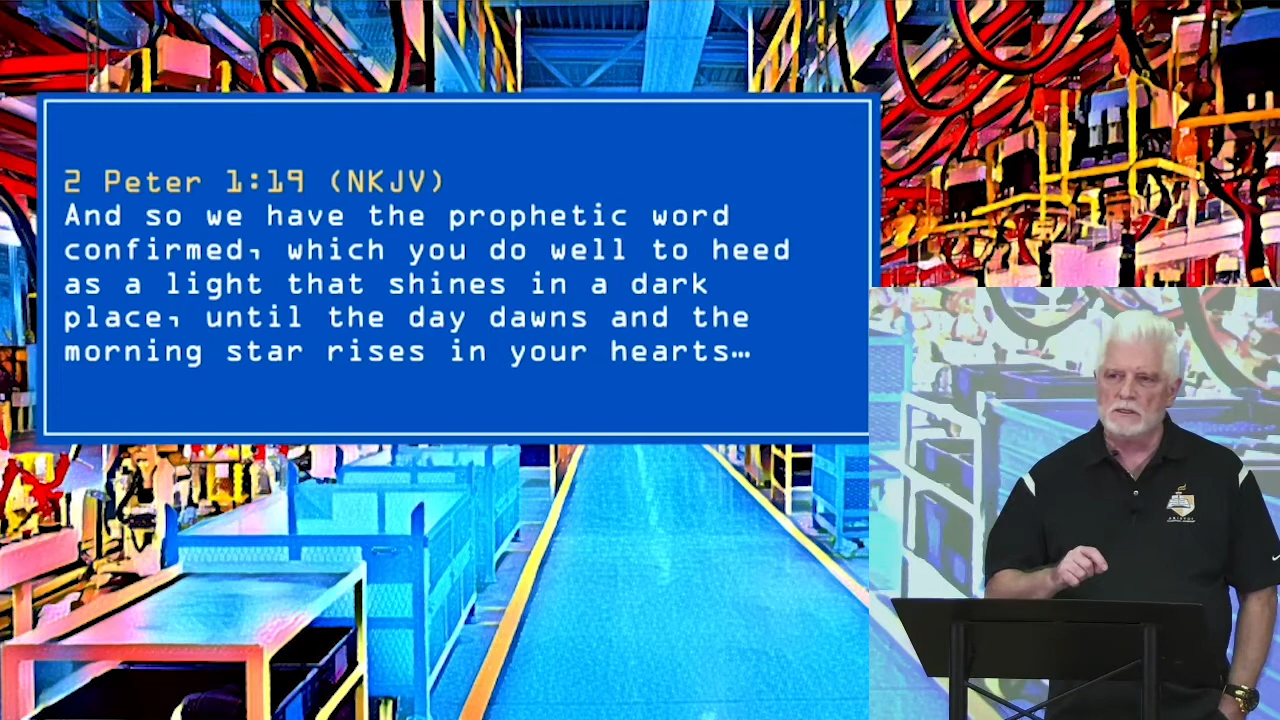 2 Peter 1:19 (NKJV)
And so we have the prophetic word
confirmed, which you do well to heed
as a light that shines in a dark
place, until the day dawns and the
morning star rises in your hearts…